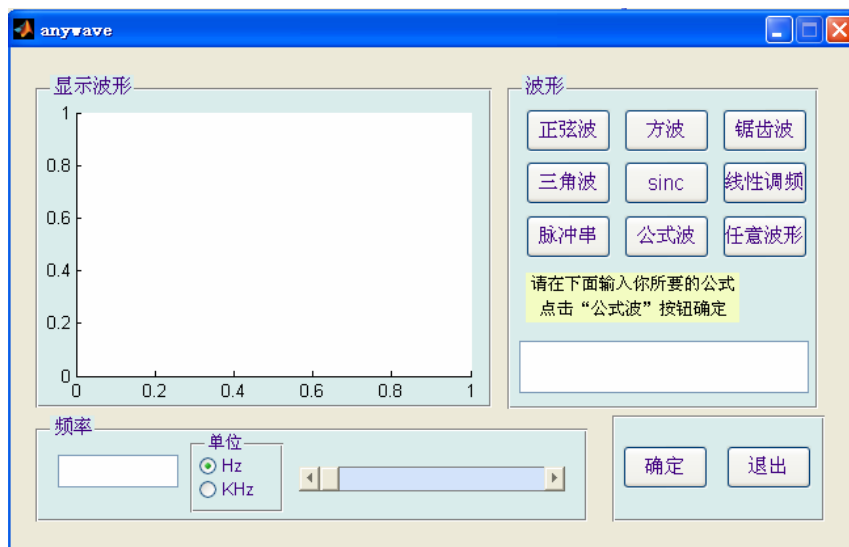 anywave
显示波形
1
0.8
0.6
0.4
0.2
0
0 0.2 0.4 0.6 0.8 1
波形
正弦波 方波 锯齿波
三角波 sinc 线性调频
脉冲串 公式波 任意波形
请在下面输入你所要的公式
点击“公式波”按钮确定
频率
单位
Hz
KHz
确定 退出